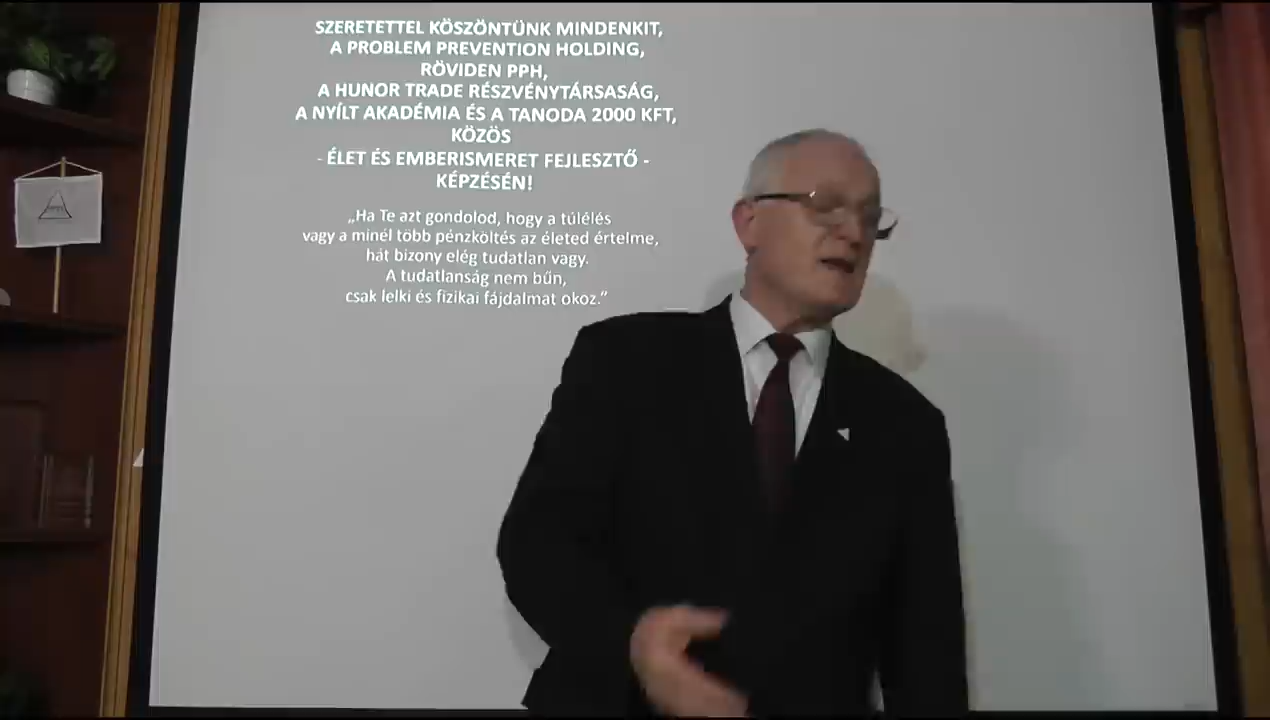 SZERETETTEL KÖSZÖNTÜNK MINDENKIT,
A PROBLEM PREVENTION HOLDING,
RÖVIDEN PPH,
A HUNOR TRADE RÉSZVÉNYTÁRSASÁG,
A NYÍLT AKADÉMIA ÉS A TANODA 2000 KFT,
KÖZÖS
- ÉLET ÉS EMBERISMERET FEJLESZTŐ -
KÉPZÉSÉN!
„Ha Te azt gondolod, hogy a túlélés
vagy a minél több pénzköltés az életed értelme,
hát bizony elég tudatlan vagy.
A tudatlanság nem bűn,
csak lelki és fizikai fájdalmat okoz.”